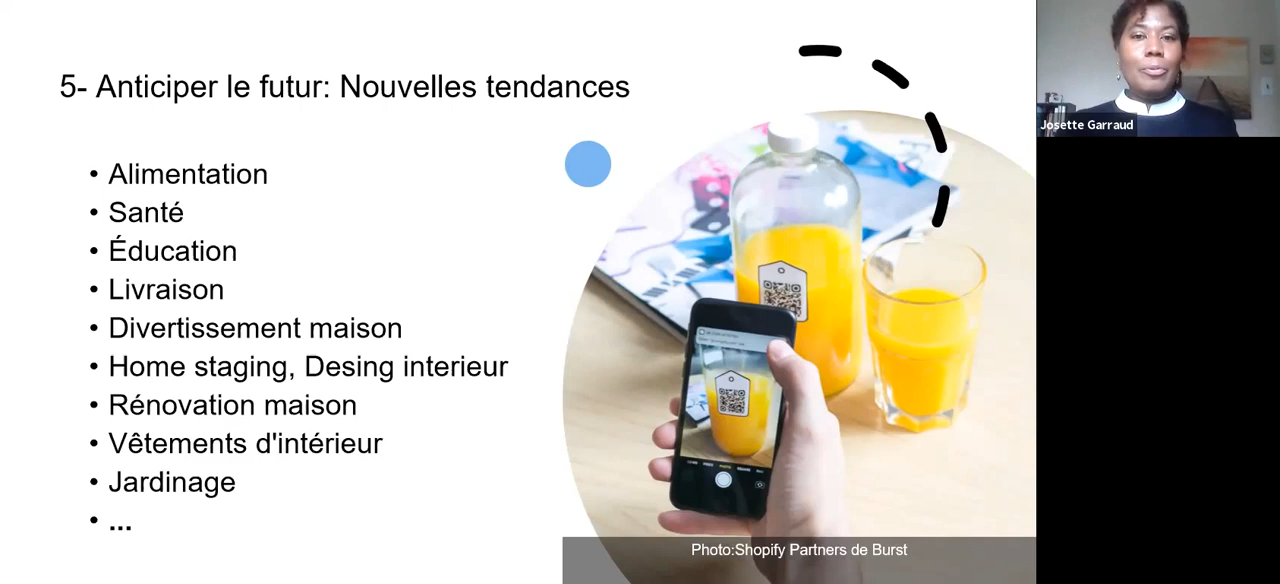 5- Anticiper le futur: Nouvelles tendances
• Alimentation
• Santé
• Éducation
• Livraison
• Divertissement maison
• Home staging, Desing interieur
• Rénovation maison
• Vêtements d'intérieur
• Jardinage
• ...
Photo:Shopify Partners de Burst
Josette Garraud